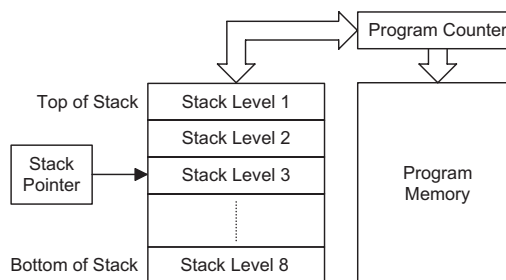 Program Counter
Top of Stack
Stack Level 1
Stack Level 2
Stack
Pointer
Stack Level 3
Program
Memory
Bottom of Stack
Stack Level 8